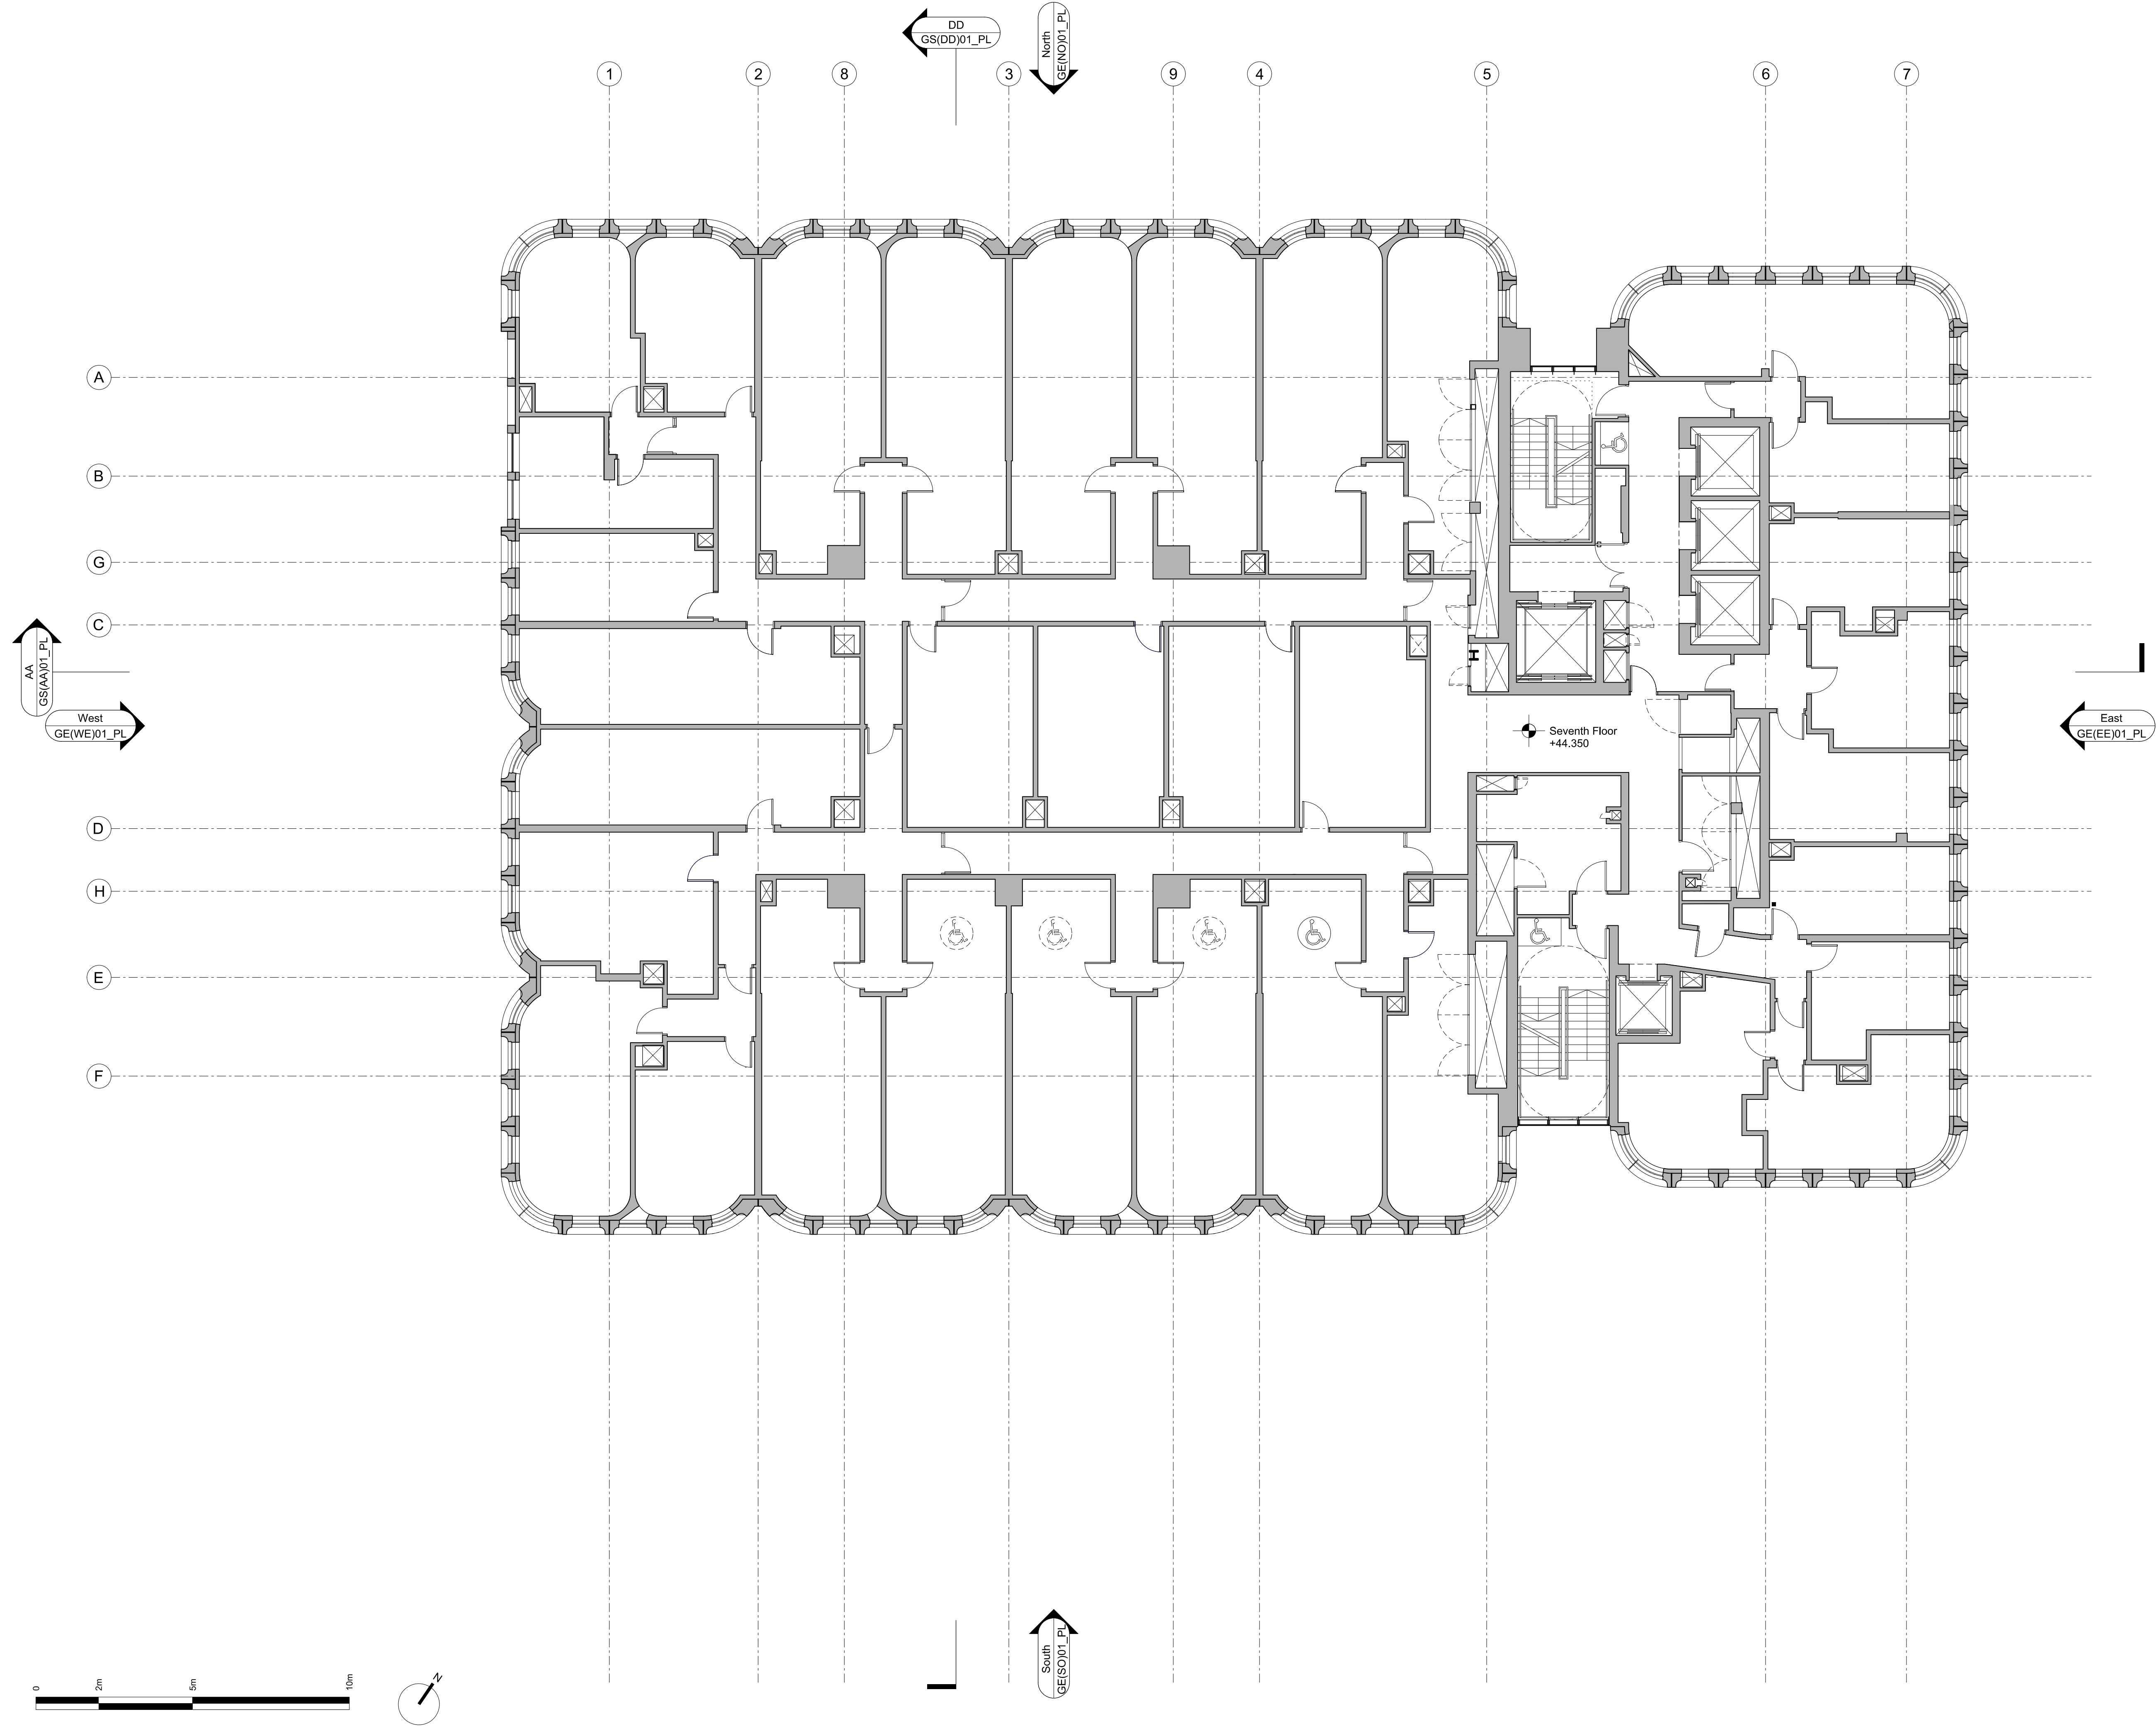 DD
GS(DD)01_PL
North
GE(NO)01_PL
1
2
8
3
9
4
5
6
7
A
B
G
C
AA
GS(AA)01_PL
West
GE(WE)01_PL
East
GE(EE)01_PL
Seventh Floor
+44.350
D
H
E
F
South
GE(SO)01_PL
0
2m
5m
10m
N